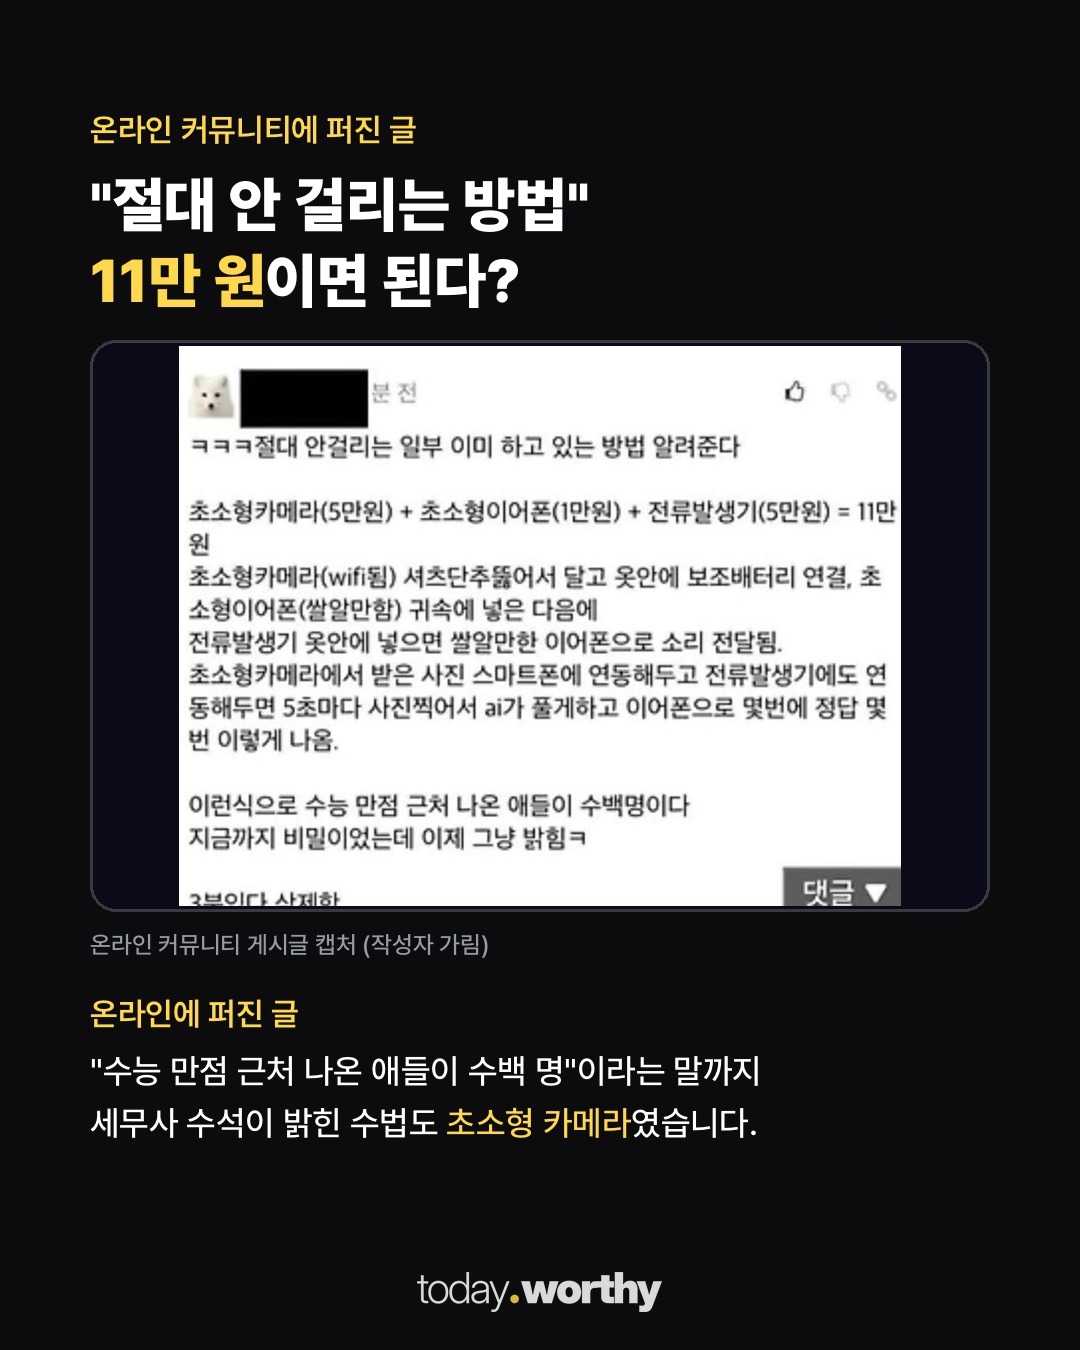 온라인 커뮤니티에 퍼진 글
"절대 안 걸리는 방법"
11만 원이면 된다?
분 전
ㅋㅋㅋ절대 안걸리는 일부 이미 하고 있는 방법 알려준다
초소형카메라(5만원) + 초소형이어폰(1만원) + 전류발생기(5만원) = 11만
원
초소형카메라(wifi됨) 셔츠단추뚫어서 달고 옷안에 보조배터리 연결, 초
소형이어폰(쌀알만함) 귀속에 넣은 다음에
전류발생기 옷안에 넣으면 쌀알만한 이어폰으로 소리 전달됨.
초소형카메라에서 받은 사진 스마트폰에 연동해두고 전류발생기에도 연
동해두면 5초마다 사진찍어서 ai가 풀게하고 이어폰으로 몇번에 정답 몇
번 이렇게 나옴.
이런식으로 수능 만점 근처 나온 애들이 수백명이다
지금까지 비밀이었는데 이제 그냥 밝힘ㅋ
댓글 ▼
온라인 커뮤니티 게시글 캡처 (작성자 가림)
온라인에 퍼진 글
"수능 만점 근처 나온 애들이 수백 명"이라는 말까지
세무사 수석이 밝힌 수법도 초소형 카메라였습니다.
today.worthy